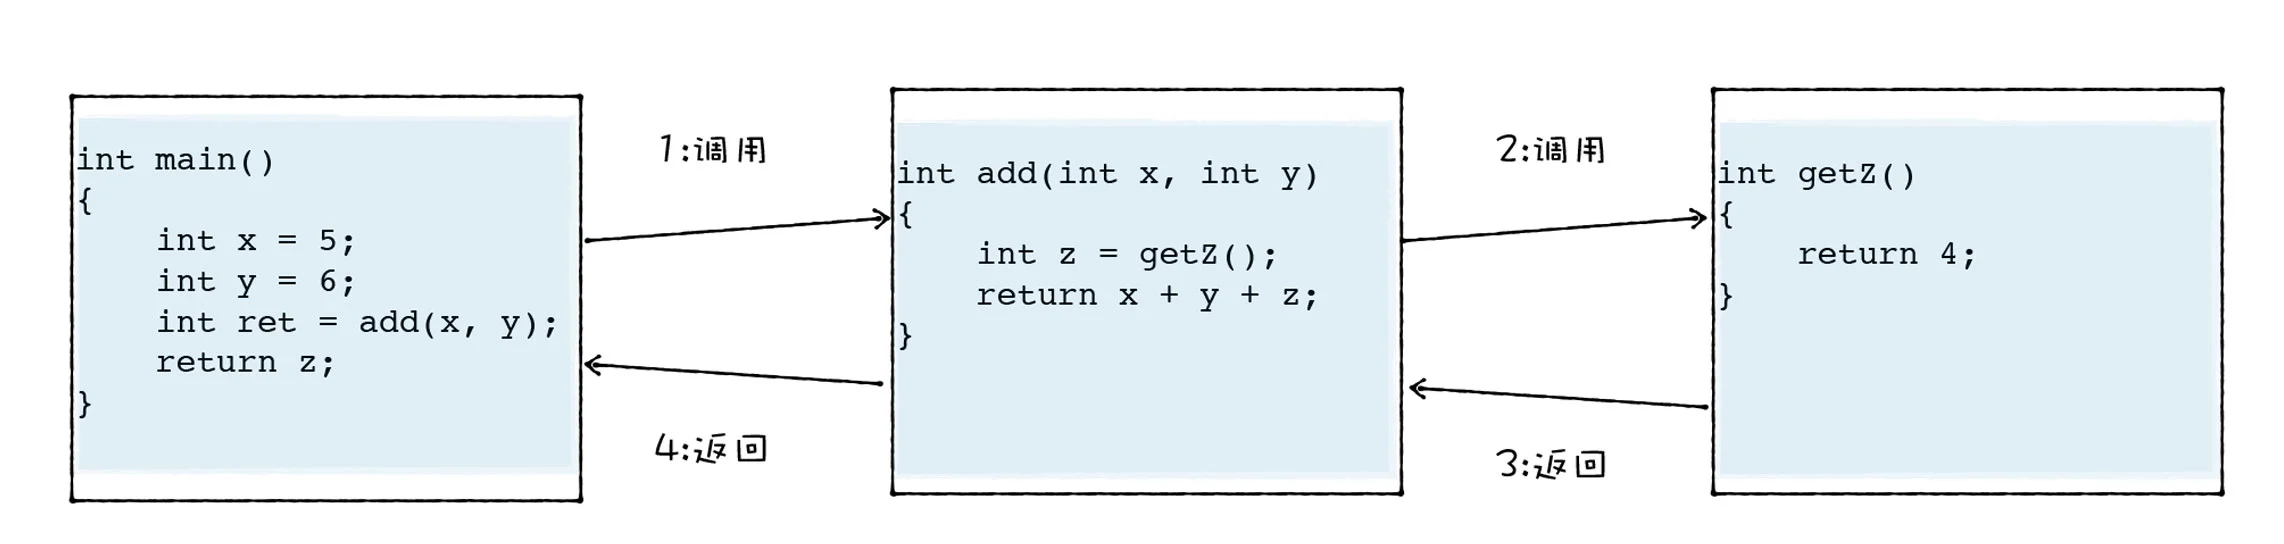 int main()
{
    int x = 5;
    int y = 6;
    int ret = add(x, y);
    return z;
}
1:调用
4:返回
int add(int x, int y)
{
    int z = getZ();
    return x + y + z;
}
2:调用
3:返回
int getZ()
{
    return 4;
}